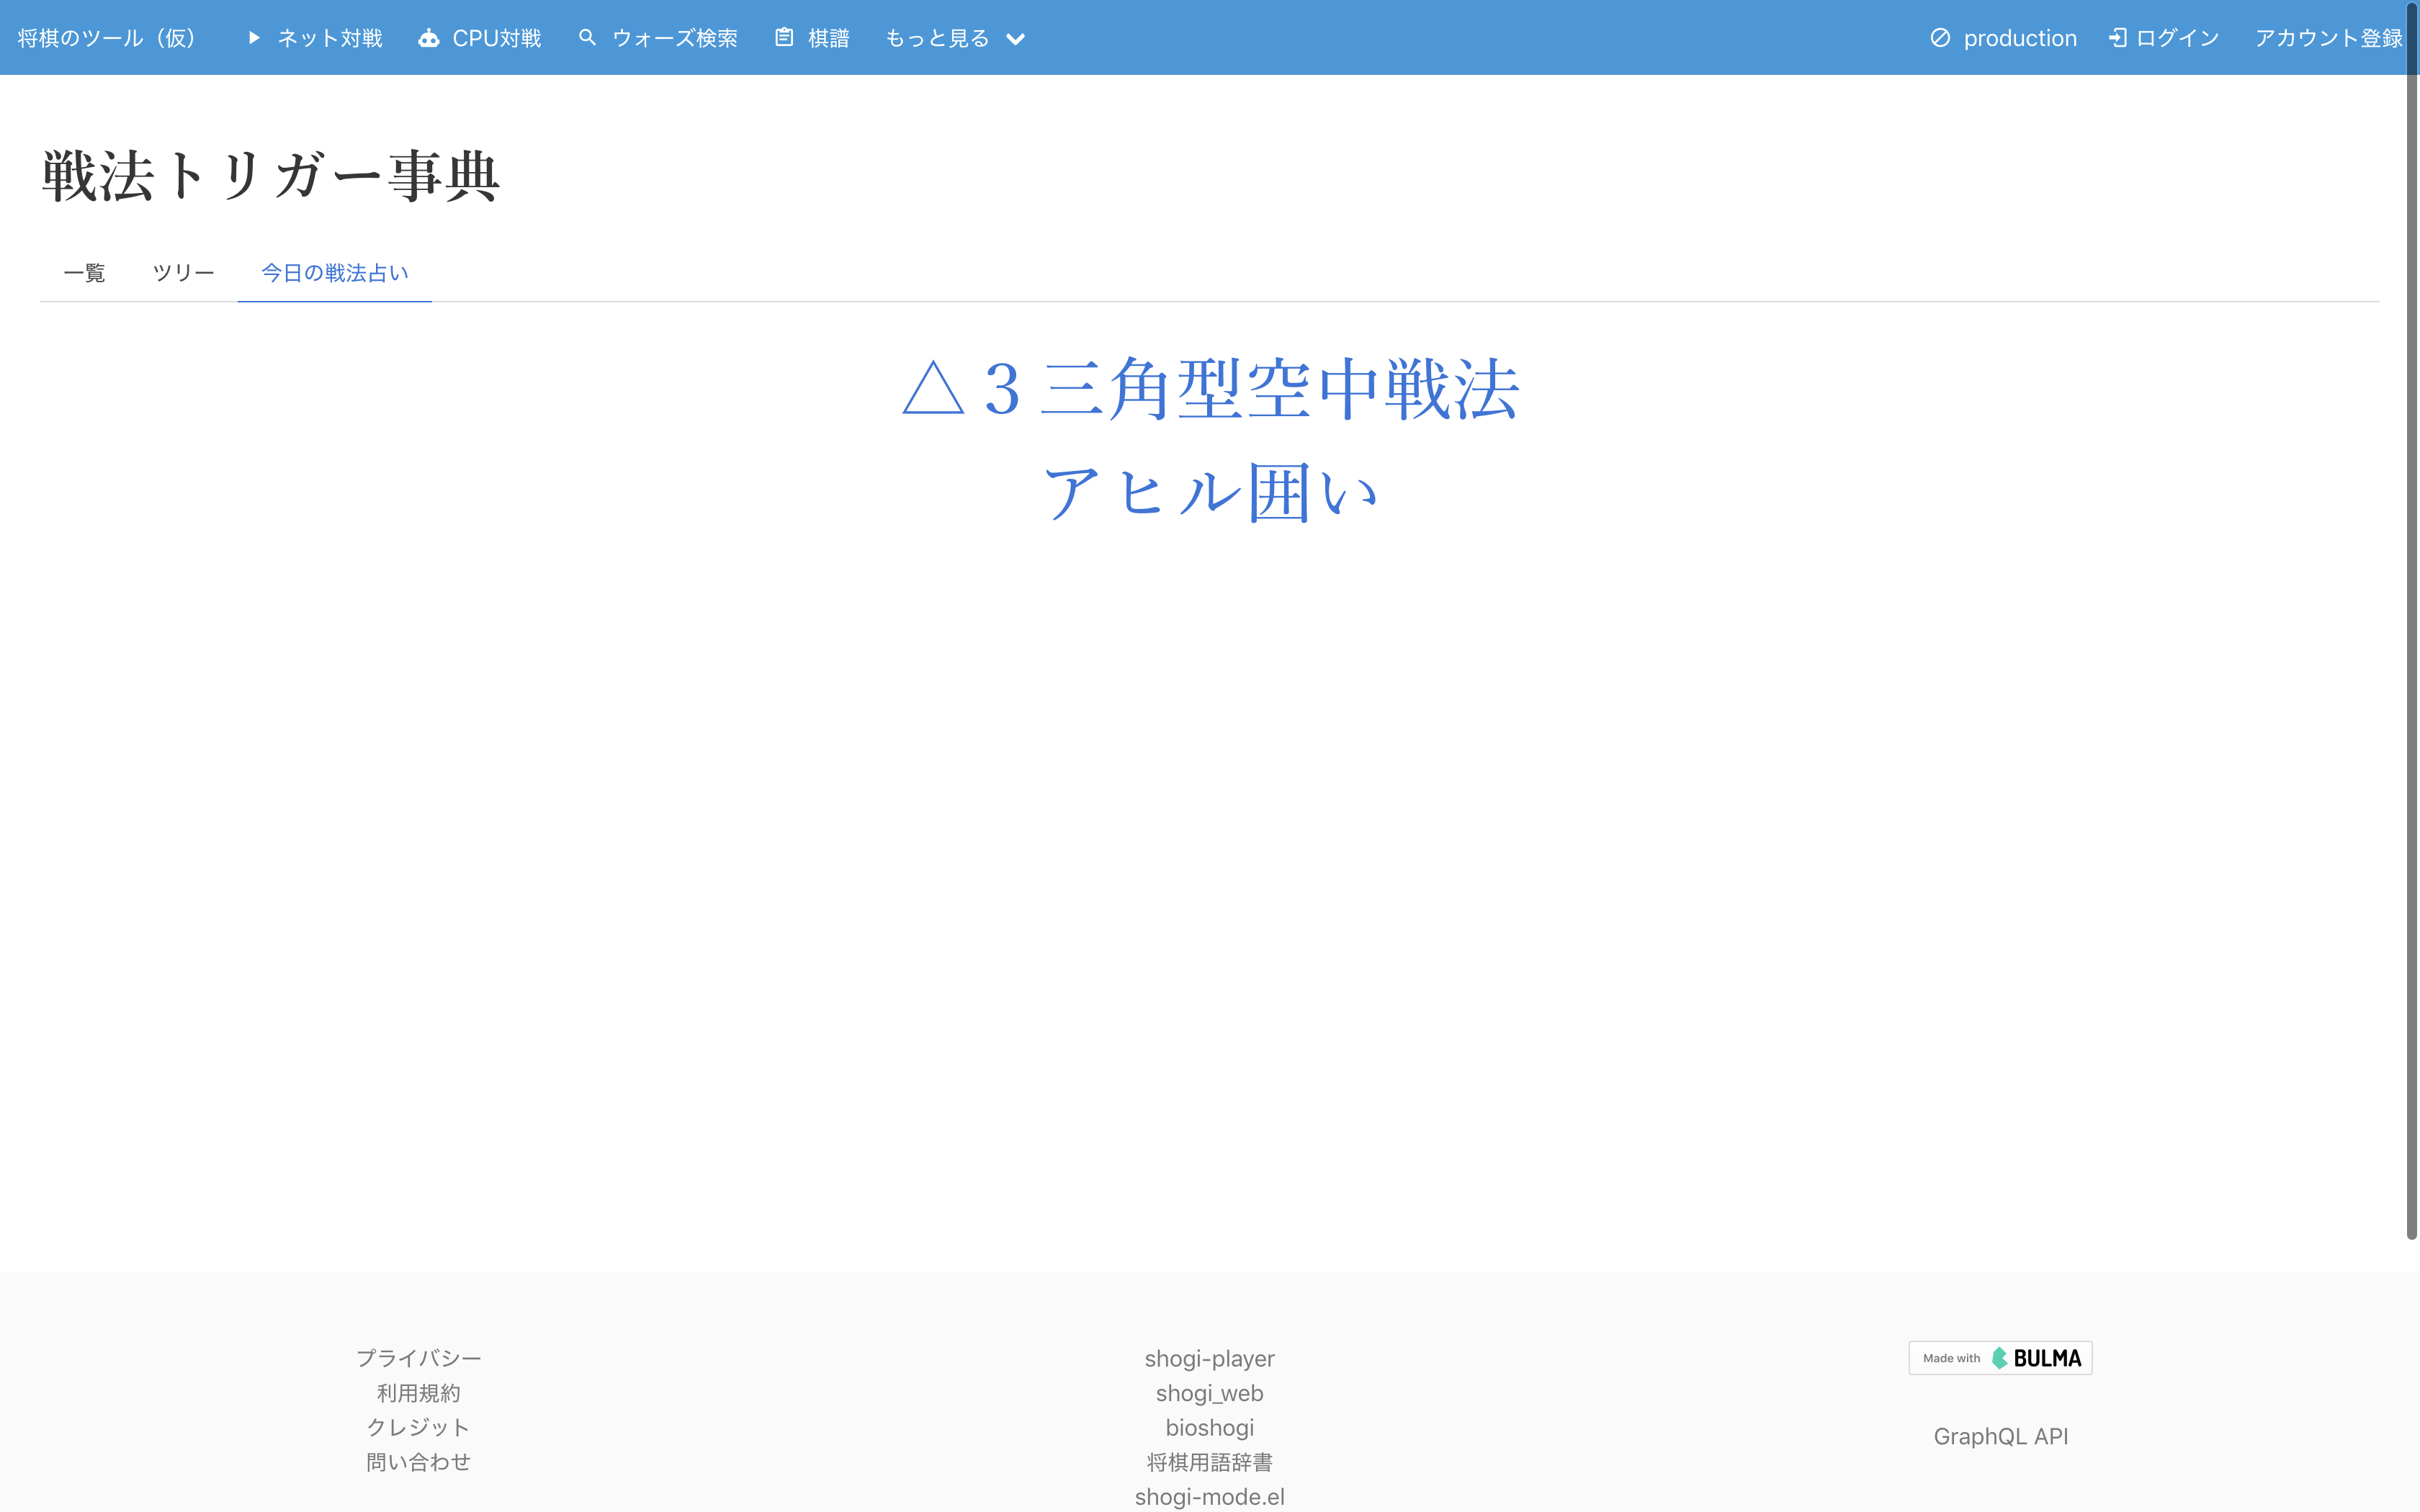 将棋のツール（仮） ネット対戦 CPU対戦 ウォーズ検索 棋譜 もっと見る production ログイン アカウント登録
戦法トリガー事典
一覧 ツリー 今日の戦法占い
△３三角型空中戦法
アヒル囲い
プライバシー
利用規約
クレジット
問い合わせ
shogi-player
shogi_web
bioshogi
将棋用語辞書
shogi-mode.el
Made with BULMA
GraphQL API